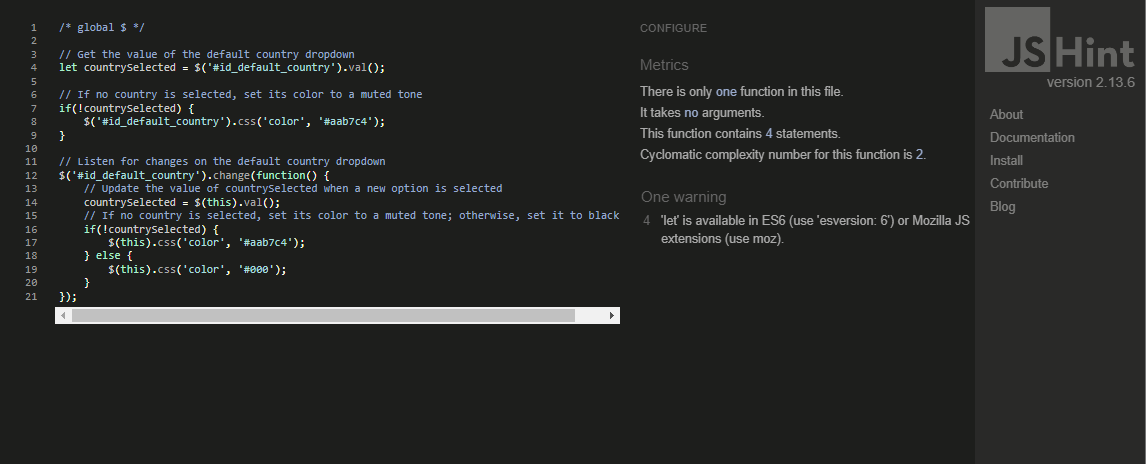 1 /* global $ */
2
3 // Get the value of the default country dropdown
4 let countrySelected = $('#id_default_country').val();
5
6 // If no country is selected, set its color to a muted tone
7 if(!countrySelected) {
8     $('#id_default_country').css('color', '#aab7c4');
9 }
10
11 // Listen for changes on the default country dropdown
12 $('#id_default_country').change(function() {
13     // Update the value of countrySelected when a new option is selected
14     countrySelected = $(this).val();
15     // If no country is selected, set its color to a muted tone; otherwise, set it to black
16     if(!countrySelected) {
17         $(this).css('color', '#aab7c4');
18     } else {
19         $(this).css('color', '#000');
20     }
21 });
CONFIGURE
Metrics
There is only one function in this file.
It takes no arguments.
This function contains 4 statements.
Cyclomatic complexity number for this function is 2.
One warning
4 'let' is available in ES6 (use 'esversion: 6') or Mozilla JS
extensions (use moz).
JSHint
version 2.13.6
About
Documentation
Install
Contribute
Blog